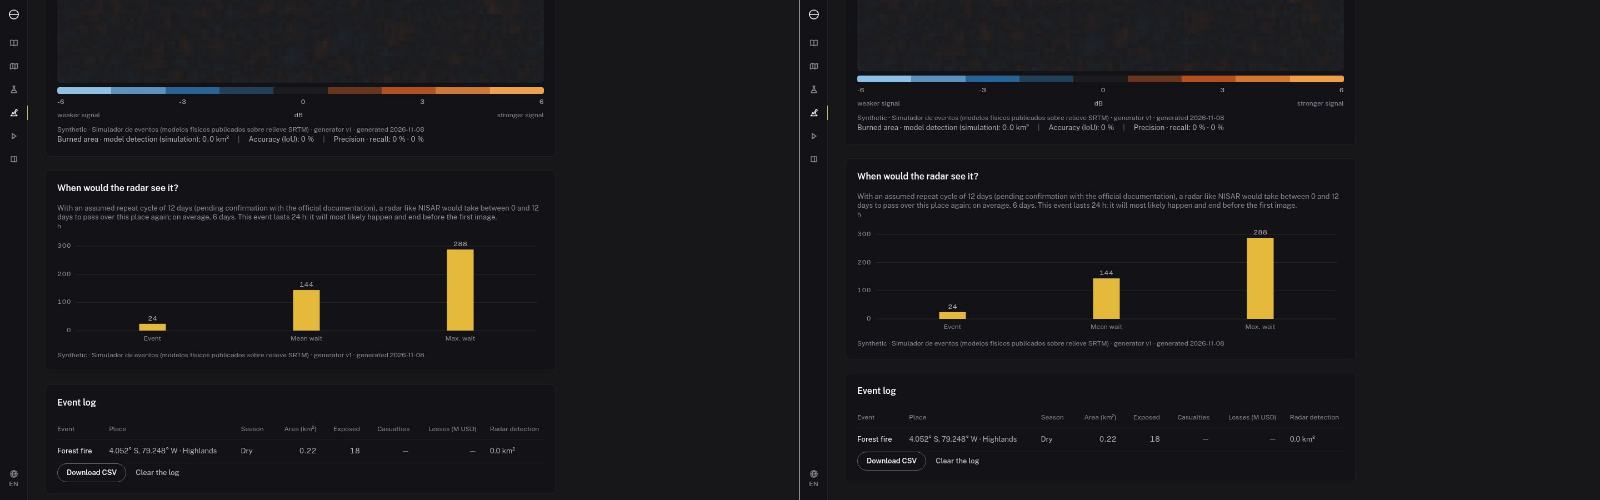 -6 -3 0 3 6
weaker signal dB stronger signal
Synthetic · Simulador de eventos (modelos físicos publicados sobre relieve SRTM) · generator v1 · generated 2026-11-08
Burned area · model detection (simulation): 0.0 km² | Accuracy (IoU): 0 % | Precision · recall: 0 % · 0 %
When would the radar see it?
With an assumed repeat cycle of 12 days (pending confirmation with the official documentation), a radar like NISAR would take between 0 and 12
days to pass over this place again; on average, 6 days. This event lasts 24 h: it will most likely happen and end before the first image.
h
300
200
100
0
24
144
288
Event Mean wait Max. wait
Synthetic · Simulador de eventos (modelos físicos publicados sobre relieve SRTM) · generator v1 · generated 2026-11-08
Event log
Event Place Season Area (km²) Exposed Casualties Losses (M USD) Radar detection
Forest fire 4.052° S, 79.248° W · Highlands Dry 0.22 18 — — 0.0 km²
Download CSV Clear the log
EN
-6 -3 0 3 6
weaker signal dB stronger signal
Synthetic · Simulador de eventos (modelos físicos publicados sobre relieve SRTM) · generator v1 · generated 2026-11-08
Burned area · model detection (simulation): 0.0 km² | Accuracy (IoU): 0 % | Precision · recall: 0 % · 0 %
When would the radar see it?
With an assumed repeat cycle of 12 days (pending confirmation with the official documentation), a radar like NISAR would take between 0 and 12
days to pass over this place again; on average, 6 days. This event lasts 24 h: it will most likely happen and end before the first image.
h
300
200
100
0
24
144
288
Event Mean wait Max. wait
Synthetic · Simulador de eventos (modelos físicos publicados sobre relieve SRTM) · generator v1 · generated 2026-11-08
Event log
Event Place Season Area (km²) Exposed Casualties Losses (M USD) Radar detection
Forest fire 4.052° S, 79.248° W · Highlands Dry 0.22 18 — — 0.0 km²
Download CSV Clear the log
EN